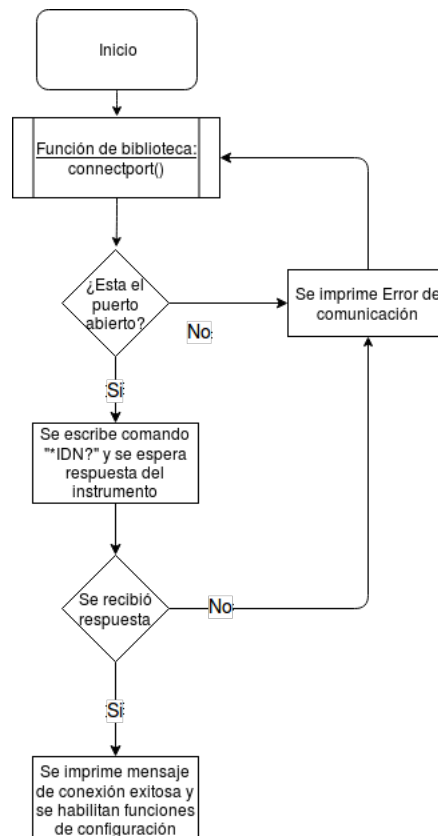 Inicio
Función de biblioteca:
connectport()
¿Esta el
puerto
abierto?
No
Se imprime Error de
comunicación
Si
Se escribe comando
"*IDN?" y se espera
respuesta del
instrumento
Se recibió
respuesta
No
Si
Se imprime mensaje
de conexión exitosa y
se habilitan funciones
de configuración